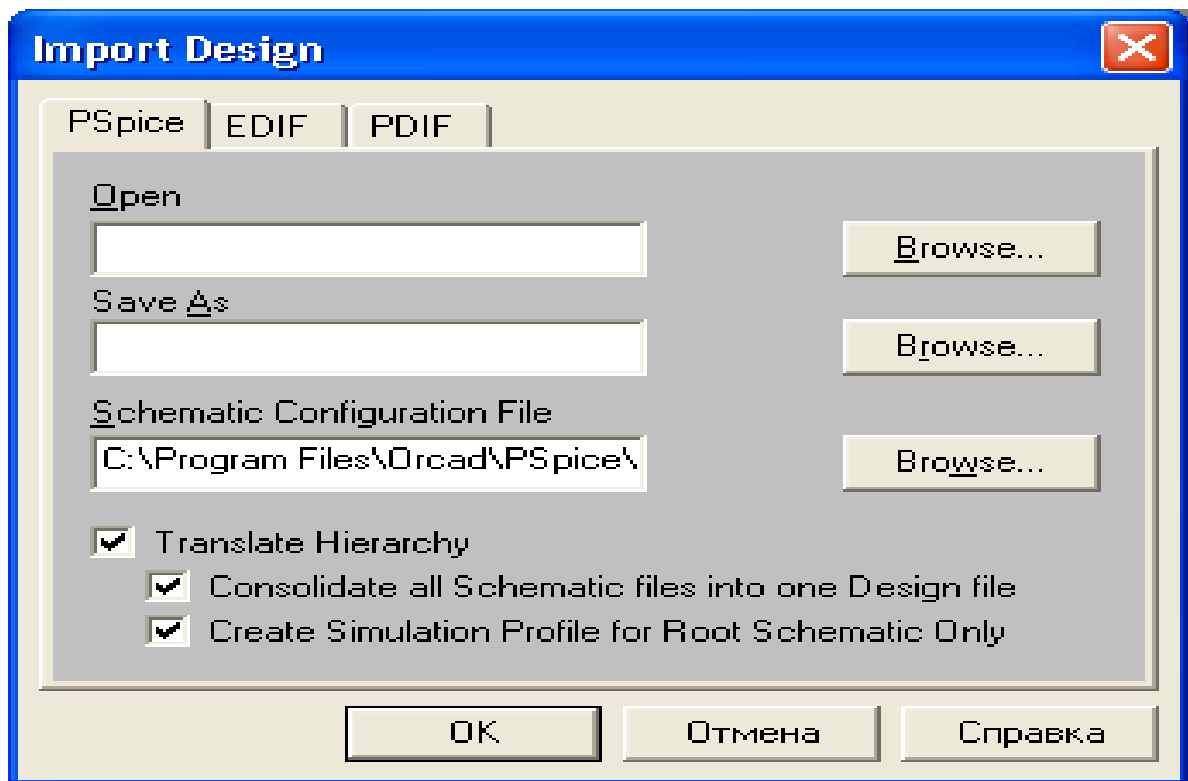 Import Design
PSpice EDIF PDIF
Open
Browse...
Save As
Browse...
Schematic Configuration File
C:\Program Files\Orcad\PSpice\ Browse...
Translate Hierarchy
Consolidate all Schematic files into one Design file
Create Simulation Profile for Root Schematic Only
OK Отмена Справка